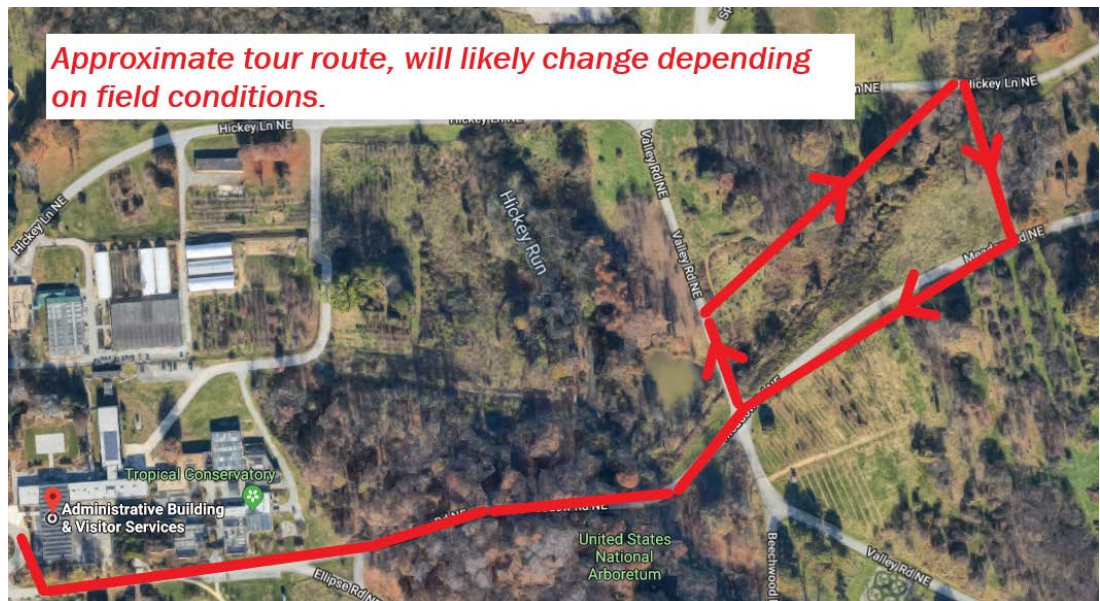 Approximate tour route, will likely change depending
on field conditions.
Hickey Ln NE
Hickey Ln NE
Hickey Ln NE
Hickey Ln NE
Valley Rd NE
Valley Rd NE
Hickey Run
Tropical Conservatory
Administrative Building
& Visitor Services
Rd NE
United States
National
Arboretum
Ellipse Rd NE
Valley Rd NE